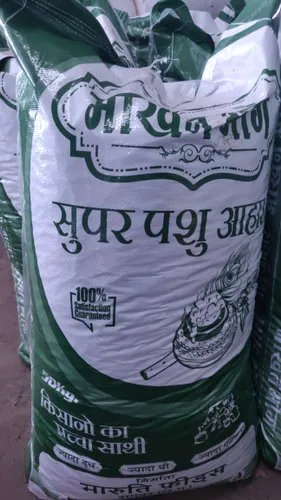 माखन भोग
सुपर पशु आहार
100%
Satisfaction
Guaranteed
50Kg.
किसानो का
सच्चा साथी
ज्यादा दूध ज्यादा घी
निर्माता
मारुति फीड्स